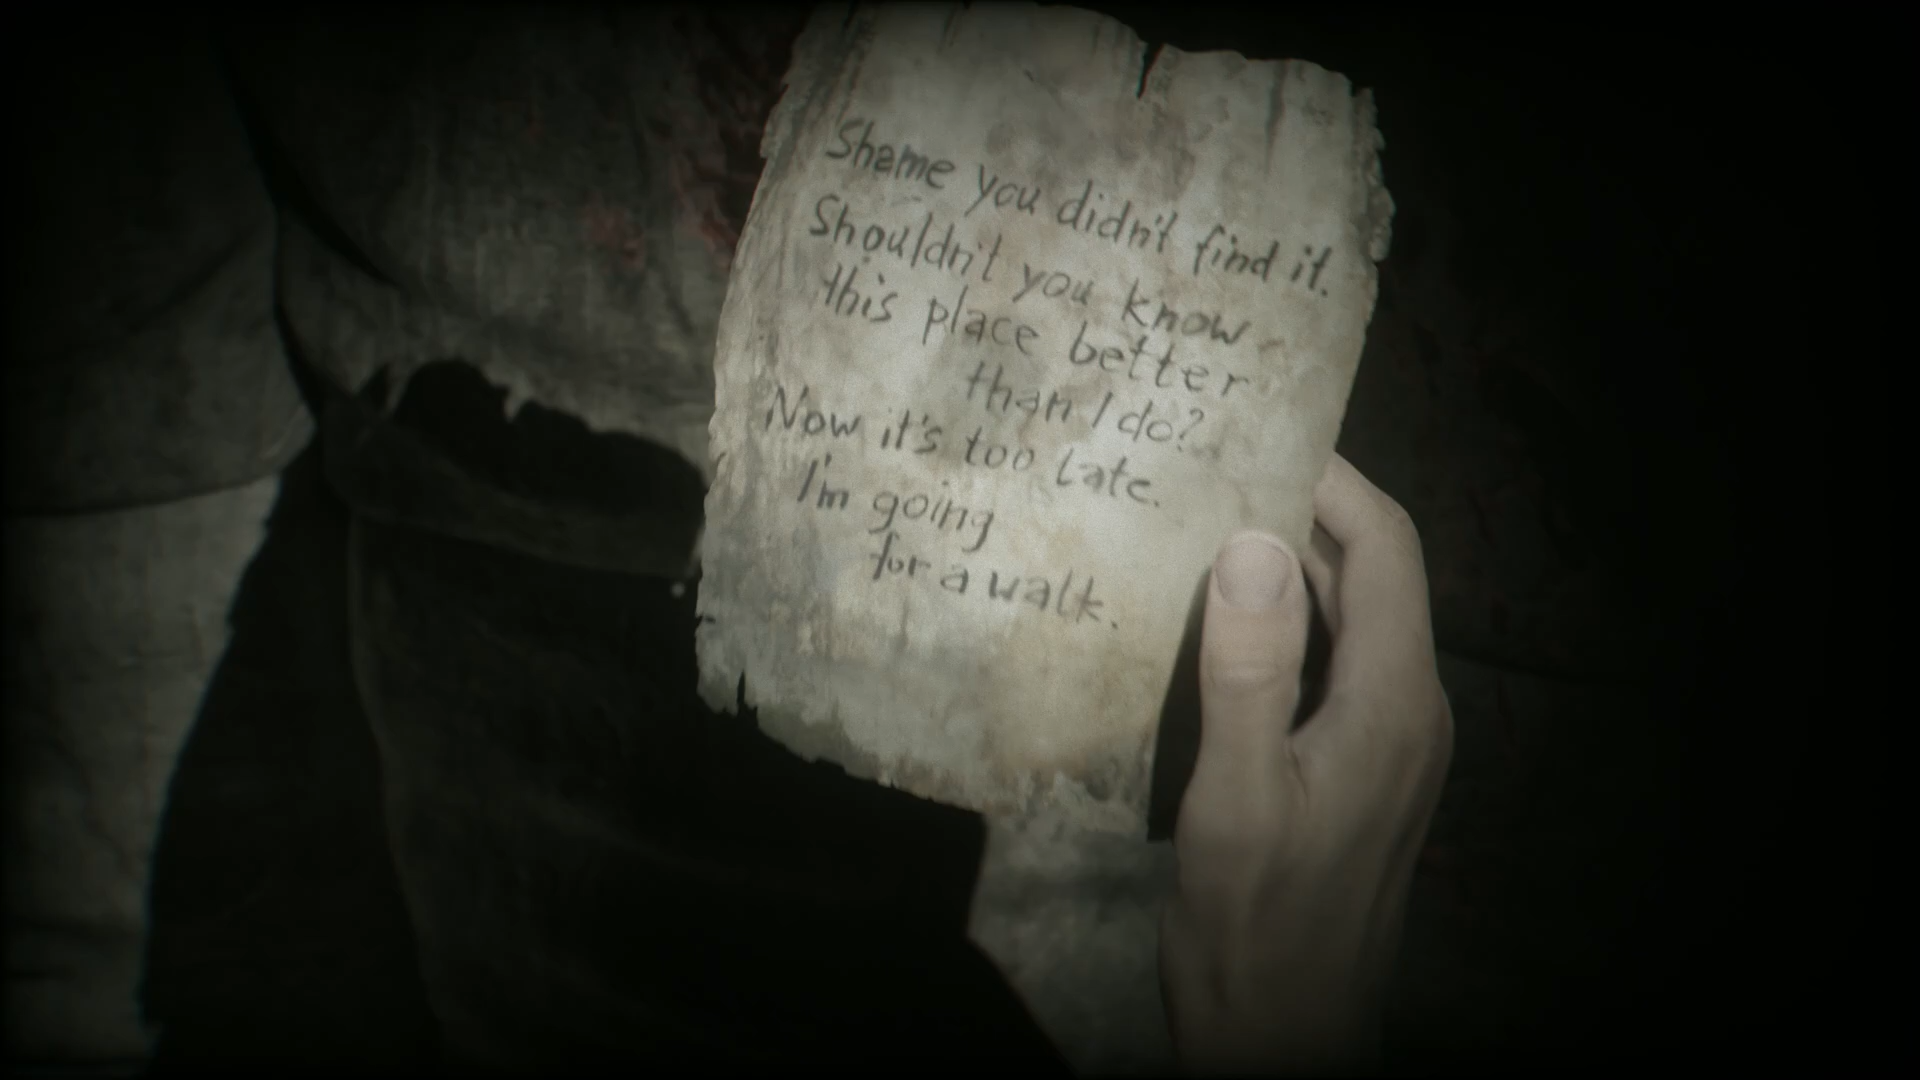 Shame you didn't find it.
Shouldn't you know
this place better
than I do?
Now it's too late.
I'm going
for a walk.